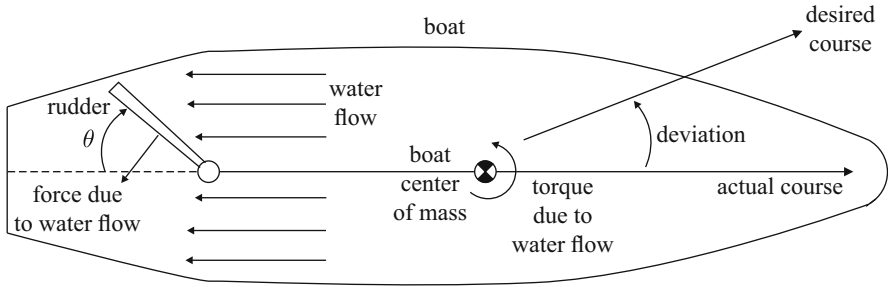 boat
desired
course
rudder
water
flow
θ
deviation
boat
center
of mass
force due
to water flow
torque
due to
water flow
actual course